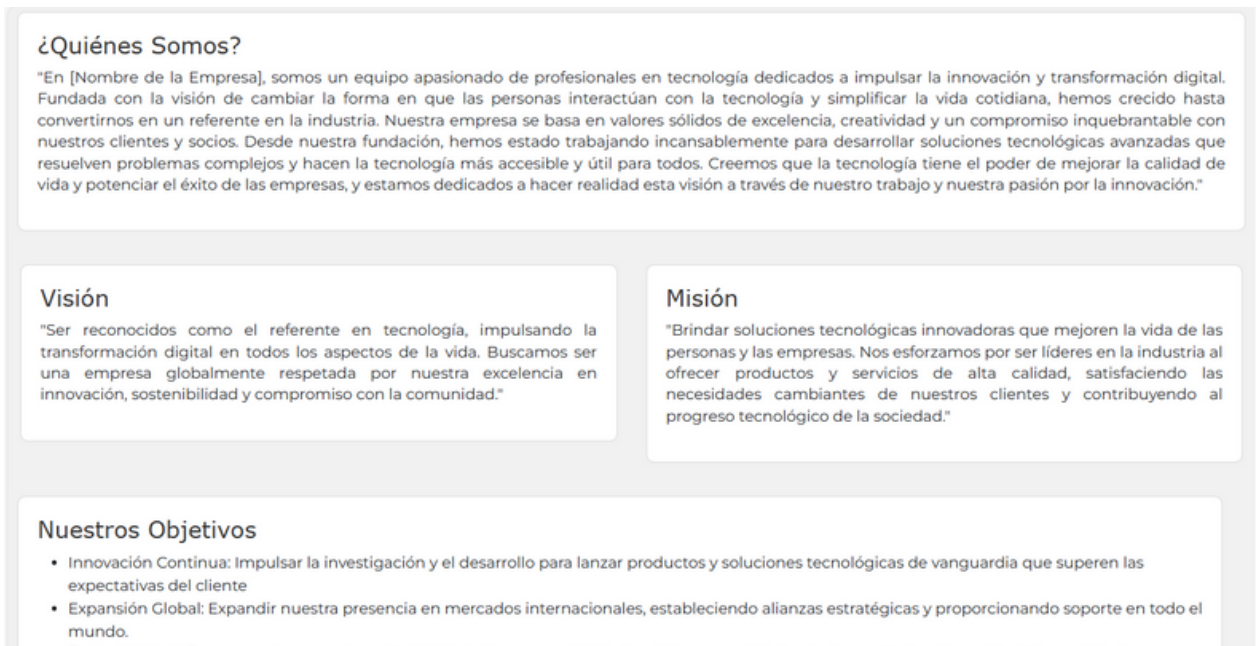 ¿Quiénes Somos?
"En [Nombre de la Empresa], somos un equipo apasionado de profesionales en tecnología dedicados a impulsar la innovación y transformación digital.
Fundada con la visión de cambiar la forma en que las personas interactúan con la tecnología y simplificar la vida cotidiana, hemos crecido hasta
convertirnos en un referente en la industria. Nuestra empresa se basa en valores sólidos de excelencia, creatividad y un compromiso inquebrantable con
nuestros clientes y socios. Desde nuestra fundación, hemos estado trabajando incansablemente para desarrollar soluciones tecnológicas avanzadas que
resuelven problemas complejos y hacen la tecnología más accesible y útil para todos. Creemos que la tecnología tiene el poder de mejorar la calidad de
vida y potenciar el éxito de las empresas, y estamos dedicados a hacer realidad esta visión a través de nuestro trabajo y nuestra pasión por la innovación."
Visión
"Ser reconocidos como el referente en tecnología, impulsando la
transformación digital en todos los aspectos de la vida. Buscamos ser
una empresa globalmente respetada por nuestra excelencia en
innovación, sostenibilidad y compromiso con la comunidad."
Misión
"Brindar soluciones tecnológicas innovadoras que mejoren la vida de las
personas y las empresas. Nos esforzamos por ser líderes en la industria al
ofrecer productos y servicios de alta calidad, satisfaciendo las
necesidades cambiantes de nuestros clientes y contribuyendo al
progreso tecnológico de la sociedad."
Nuestros Objetivos
• Innovación Continua: Impulsar la investigación y el desarrollo para lanzar productos y soluciones tecnológicas de vanguardia que superen las
expectativas del cliente
• Expansión Global: Expandir nuestra presencia en mercados internacionales, estableciendo alianzas estratégicas y proporcionando soporte en todo el
mundo.